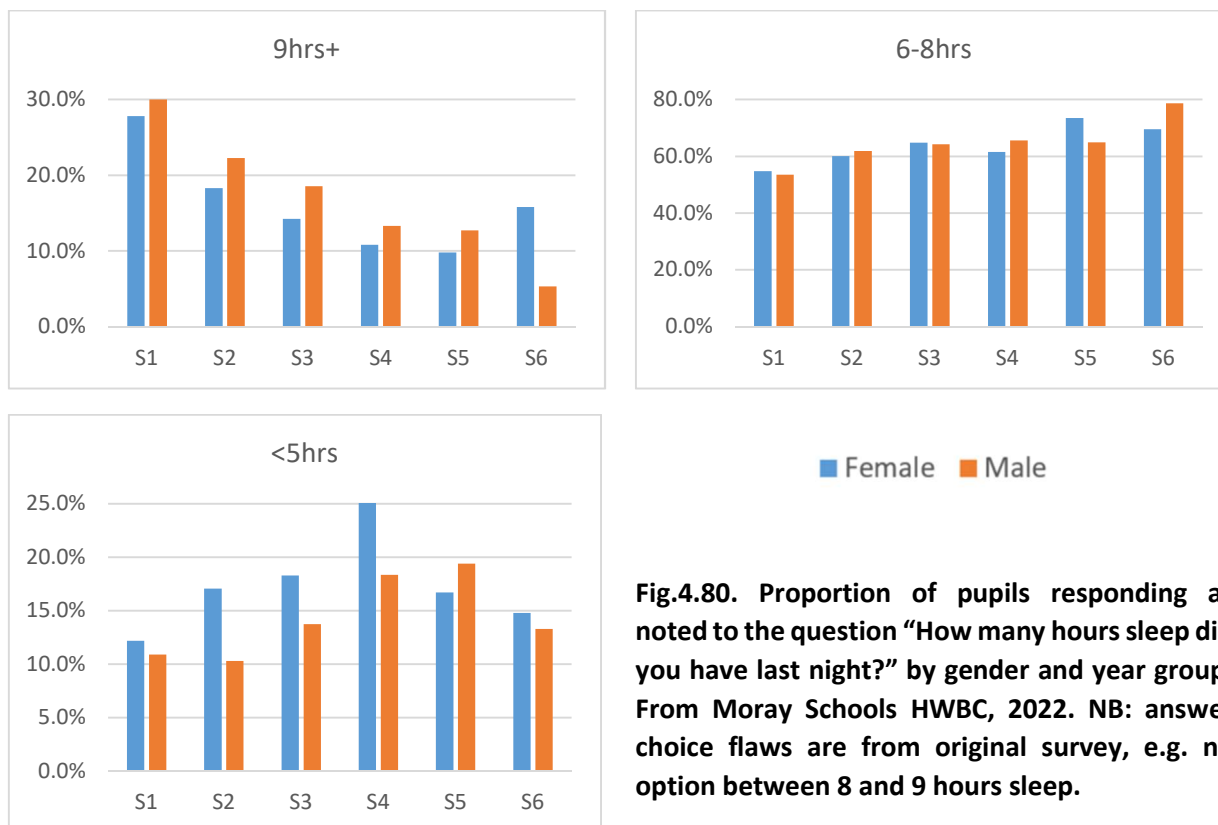 9hrs+
30.0%
20.0%
10.0%
0.0%
S1 S2 S3 S4 S5 S6
6-8hrs
80.0%
60.0%
40.0%
20.0%
0.0%
S1 S2 S3 S4 S5 S6
<5hrs
25.0%
20.0%
15.0%
10.0%
5.0%
0.0%
S1 S2 S3 S4 S5 S6
Female Male
Fig.4.80. Proportion of pupils responding a
noted to the question “How many hours sleep di
you have last night?” by gender and year group
From Moray Schools HWBC, 2022. NB: answe
choice flaws are from original survey, e.g. n
option between 8 and 9 hours sleep.